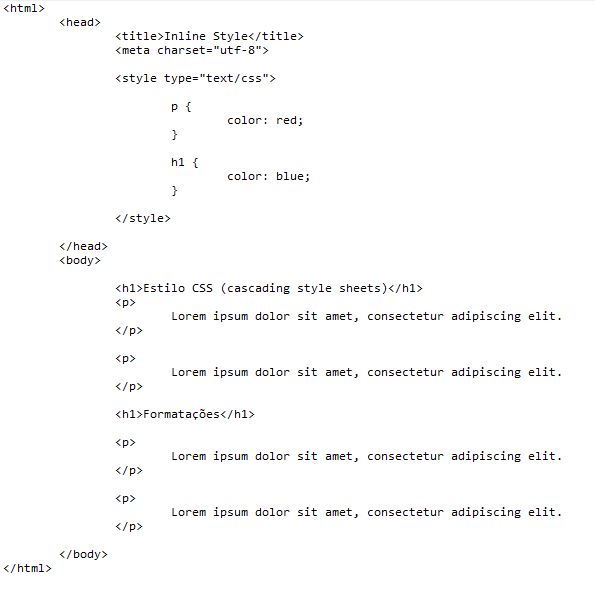 <html>
<head>
<title>Inline Style</title>
<meta charset="utf-8">
<style type="text/css">
p {
color: red;
}
h1 {
color: blue;
}
</style>
</head>
<body>
<h1>Estilo CSS (cascading style sheets)</h1>
<p>
Lorem ipsum dolor sit amet, consectetur adipiscing elit.
</p>
<p>
Lorem ipsum dolor sit amet, consectetur adipiscing elit.
</p>
<h1>Formatações</h1>
<p>
Lorem ipsum dolor sit amet, consectetur adipiscing elit.
</p>
<p>
Lorem ipsum dolor sit amet, consectetur adipiscing elit.
</p>
</body>
</html>